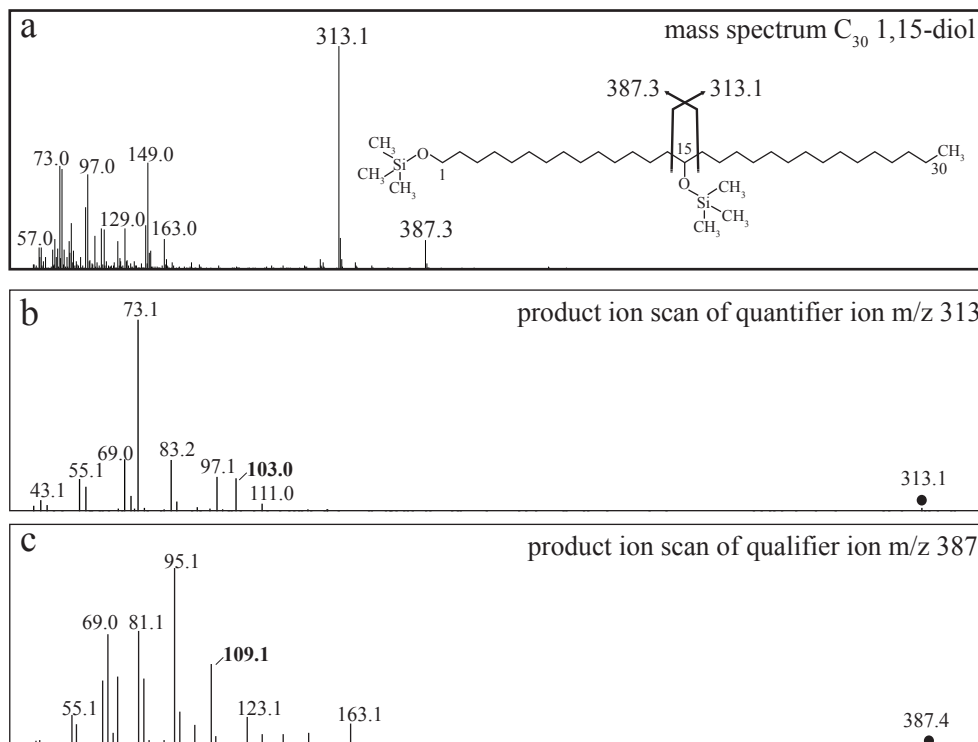 a
mass spectrum C₃₀ 1,15-diol
313.1
387.3 313.1
149.0
73.0
97.0
129.0
163.0
57.0
387.3
CH₃
CH₃
Si
O
CH₃
1
15
O
Si
CH₃
CH₃
CH₃
CH₃
30
b
product ion scan of quantifier ion m/z 313
73.1
69.0
83.2
55.1
97.1
103.0
43.1
111.0
313.1
c
product ion scan of qualifier ion m/z 387
95.1
69.0
81.1
109.1
55.1
123.1
163.1
387.4